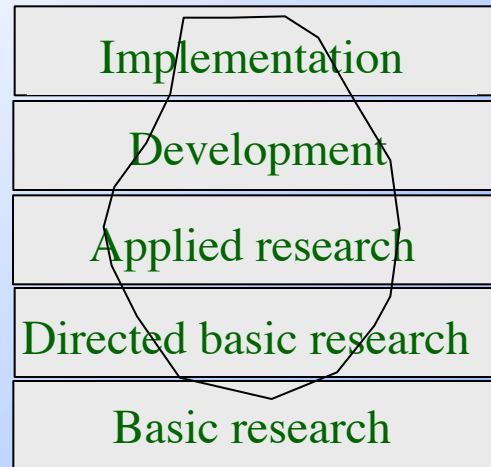 Implementation
Development
Applied research
Directed basic research
Basic research